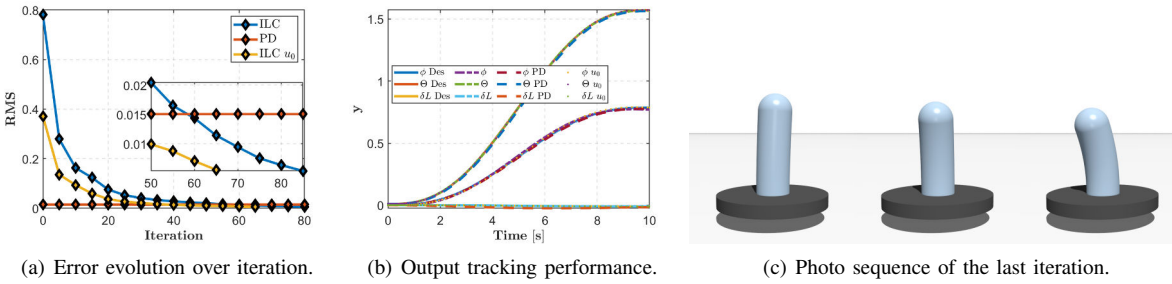 0.8
0.6
0.4
0.2
0
RMS
ILC
PD
ILC u₀
0.02
0.015
0.01
50 60 70 80
0 20 40 60 80
Iteration
(a) Error evolution over iteration.
1.5
1
0.5
0
y
ϕ Des ϕ ϕ PD ϕ u₀
Θ Des Θ Θ PD Θ u₀
δL Des δL δL PD δL u₀
0 2 4 6 8 10
Time [s]
(b) Output tracking performance.
(c) Photo sequence of the last iteration.